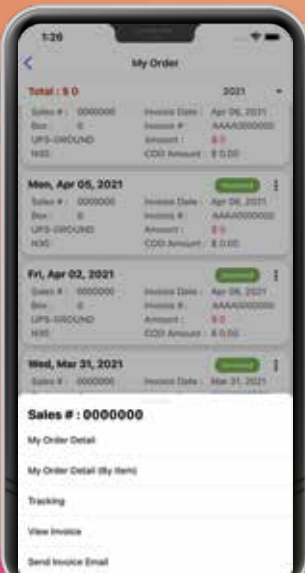 1:26
My Order
Total : $ 0 2021
Sales # : 0000000 Invoice Date : Apr 06, 2021
Box : 0 Invoice # : AAAA0000000
UPS-GROUND Amount : $ 0
N30 COD Amount : $ 0.00
Mon, Apr 05, 2021 Invoiced
Sales # : 0000000 Invoice Date : Apr 06, 2021
Box : 0 Invoice # : AAAA0000000
UPS-GROUND Amount : $ 0
N30 COD Amount : $ 0.00
Fri, Apr 02, 2021 Invoiced
Sales # : 0000000 Invoice Date : Apr 06, 2021
Box : 0 Invoice # : AAAA0000000
UPS-GROUND Amount : $ 0
N30 COD Amount : $ 0.00
Wed, Mar 31, 2021 Invoiced
Sales # : 0000000 Invoice Date : Mar 31, 2021
Sales # : 0000000
My Order Detail
My Order Detail (By Item)
Tracking
View Invoice
Send Invoice Email